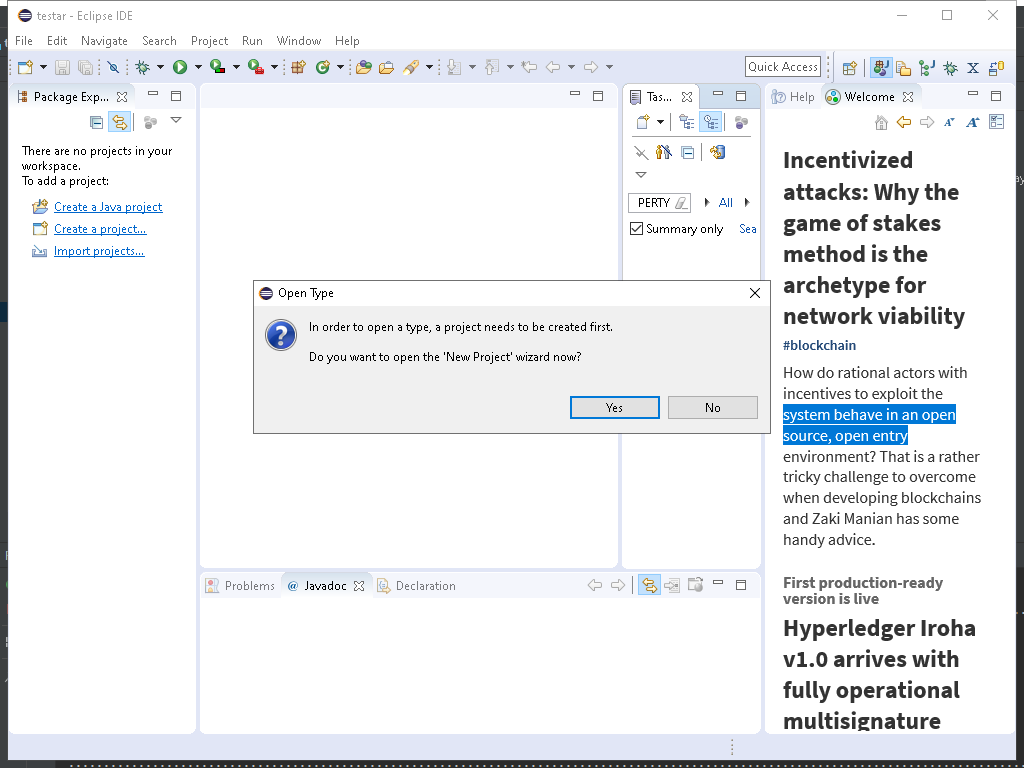 testar - Eclipse IDE
File Edit Navigate Search Project Run Window Help
Quick Access
Package Exp...
There are no projects in your
workspace.
To add a project:
Create a Java project
Create a project...
Import projects...
Tas...
PERTY
All
Summary only
Sea
Open Type
In order to open a type, a project needs to be created first.
Do you want to open the 'New Project' wizard now?
Yes
No
Problems
@ Javadoc
Declaration
Help
Welcome
Incentivized
attacks: Why the
game of stakes
method is the
archetype for
network viability
#blockchain
How do rational actors with
incentives to exploit the
system behave in an open
source, open entry
environment? That is a rather
tricky challenge to overcome
when developing blockchains
and Zaki Manian has some
handy advice.
First production-ready
version is live
Hyperledger Iroha
v1.0 arrives with
fully operational
multisignature